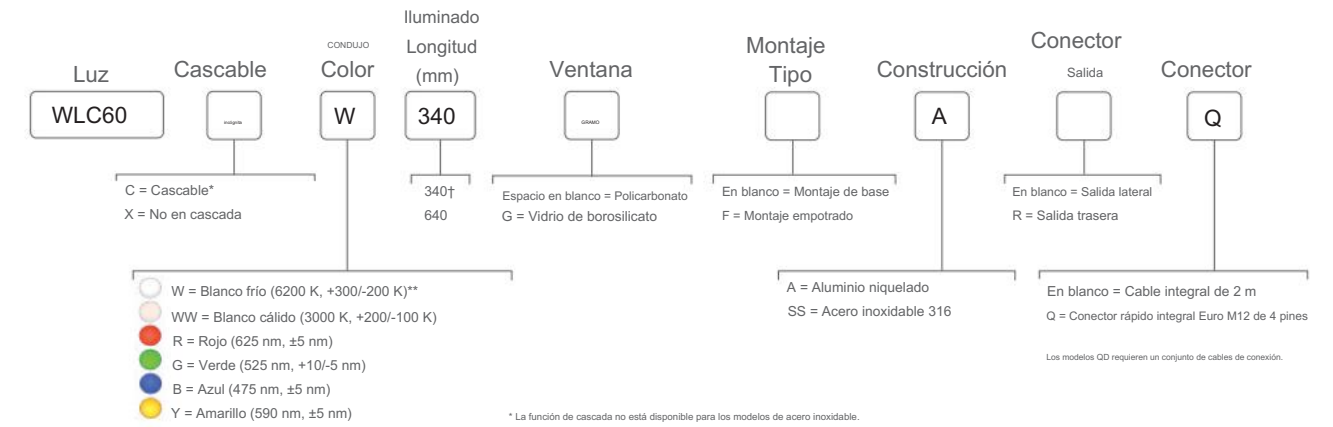 Luz
Cascable
CONDUJO
Color
Iluminado
Longitud
(mm)
Ventana
Montaje
Tipo
Construcción
Conector
Salida
Conector
WLC60
incógnita
W
340
GRAMO
A
Q
C = Cascable*
X = No en cascada
340†
640
Espacio en blanco = Policarbonato
G = Vidrio de borosilicato
En blanco = Montaje de base
F = Montaje empotrado
En blanco = Salida lateral
R = Salida trasera
W = Blanco frío (6200 K, +300/-200 K)**
WW = Blanco cálido (3000 K, +200/-100 K)
R = Rojo (625 nm, ±5 nm)
G = Verde (525 nm, +10/-5 nm)
B = Azul (475 nm, ±5 nm)
Y = Amarillo (590 nm, ±5 nm)
A = Aluminio niquelado
SS = Acero inoxidable 316
En blanco = Cable integral de 2 m
Q = Conector rápido integral Euro M12 de 4 pines
Los modelos QD requieren un conjunto de cables de conexión.
* La función de cascada no está disponible para los modelos de acero inoxidable.